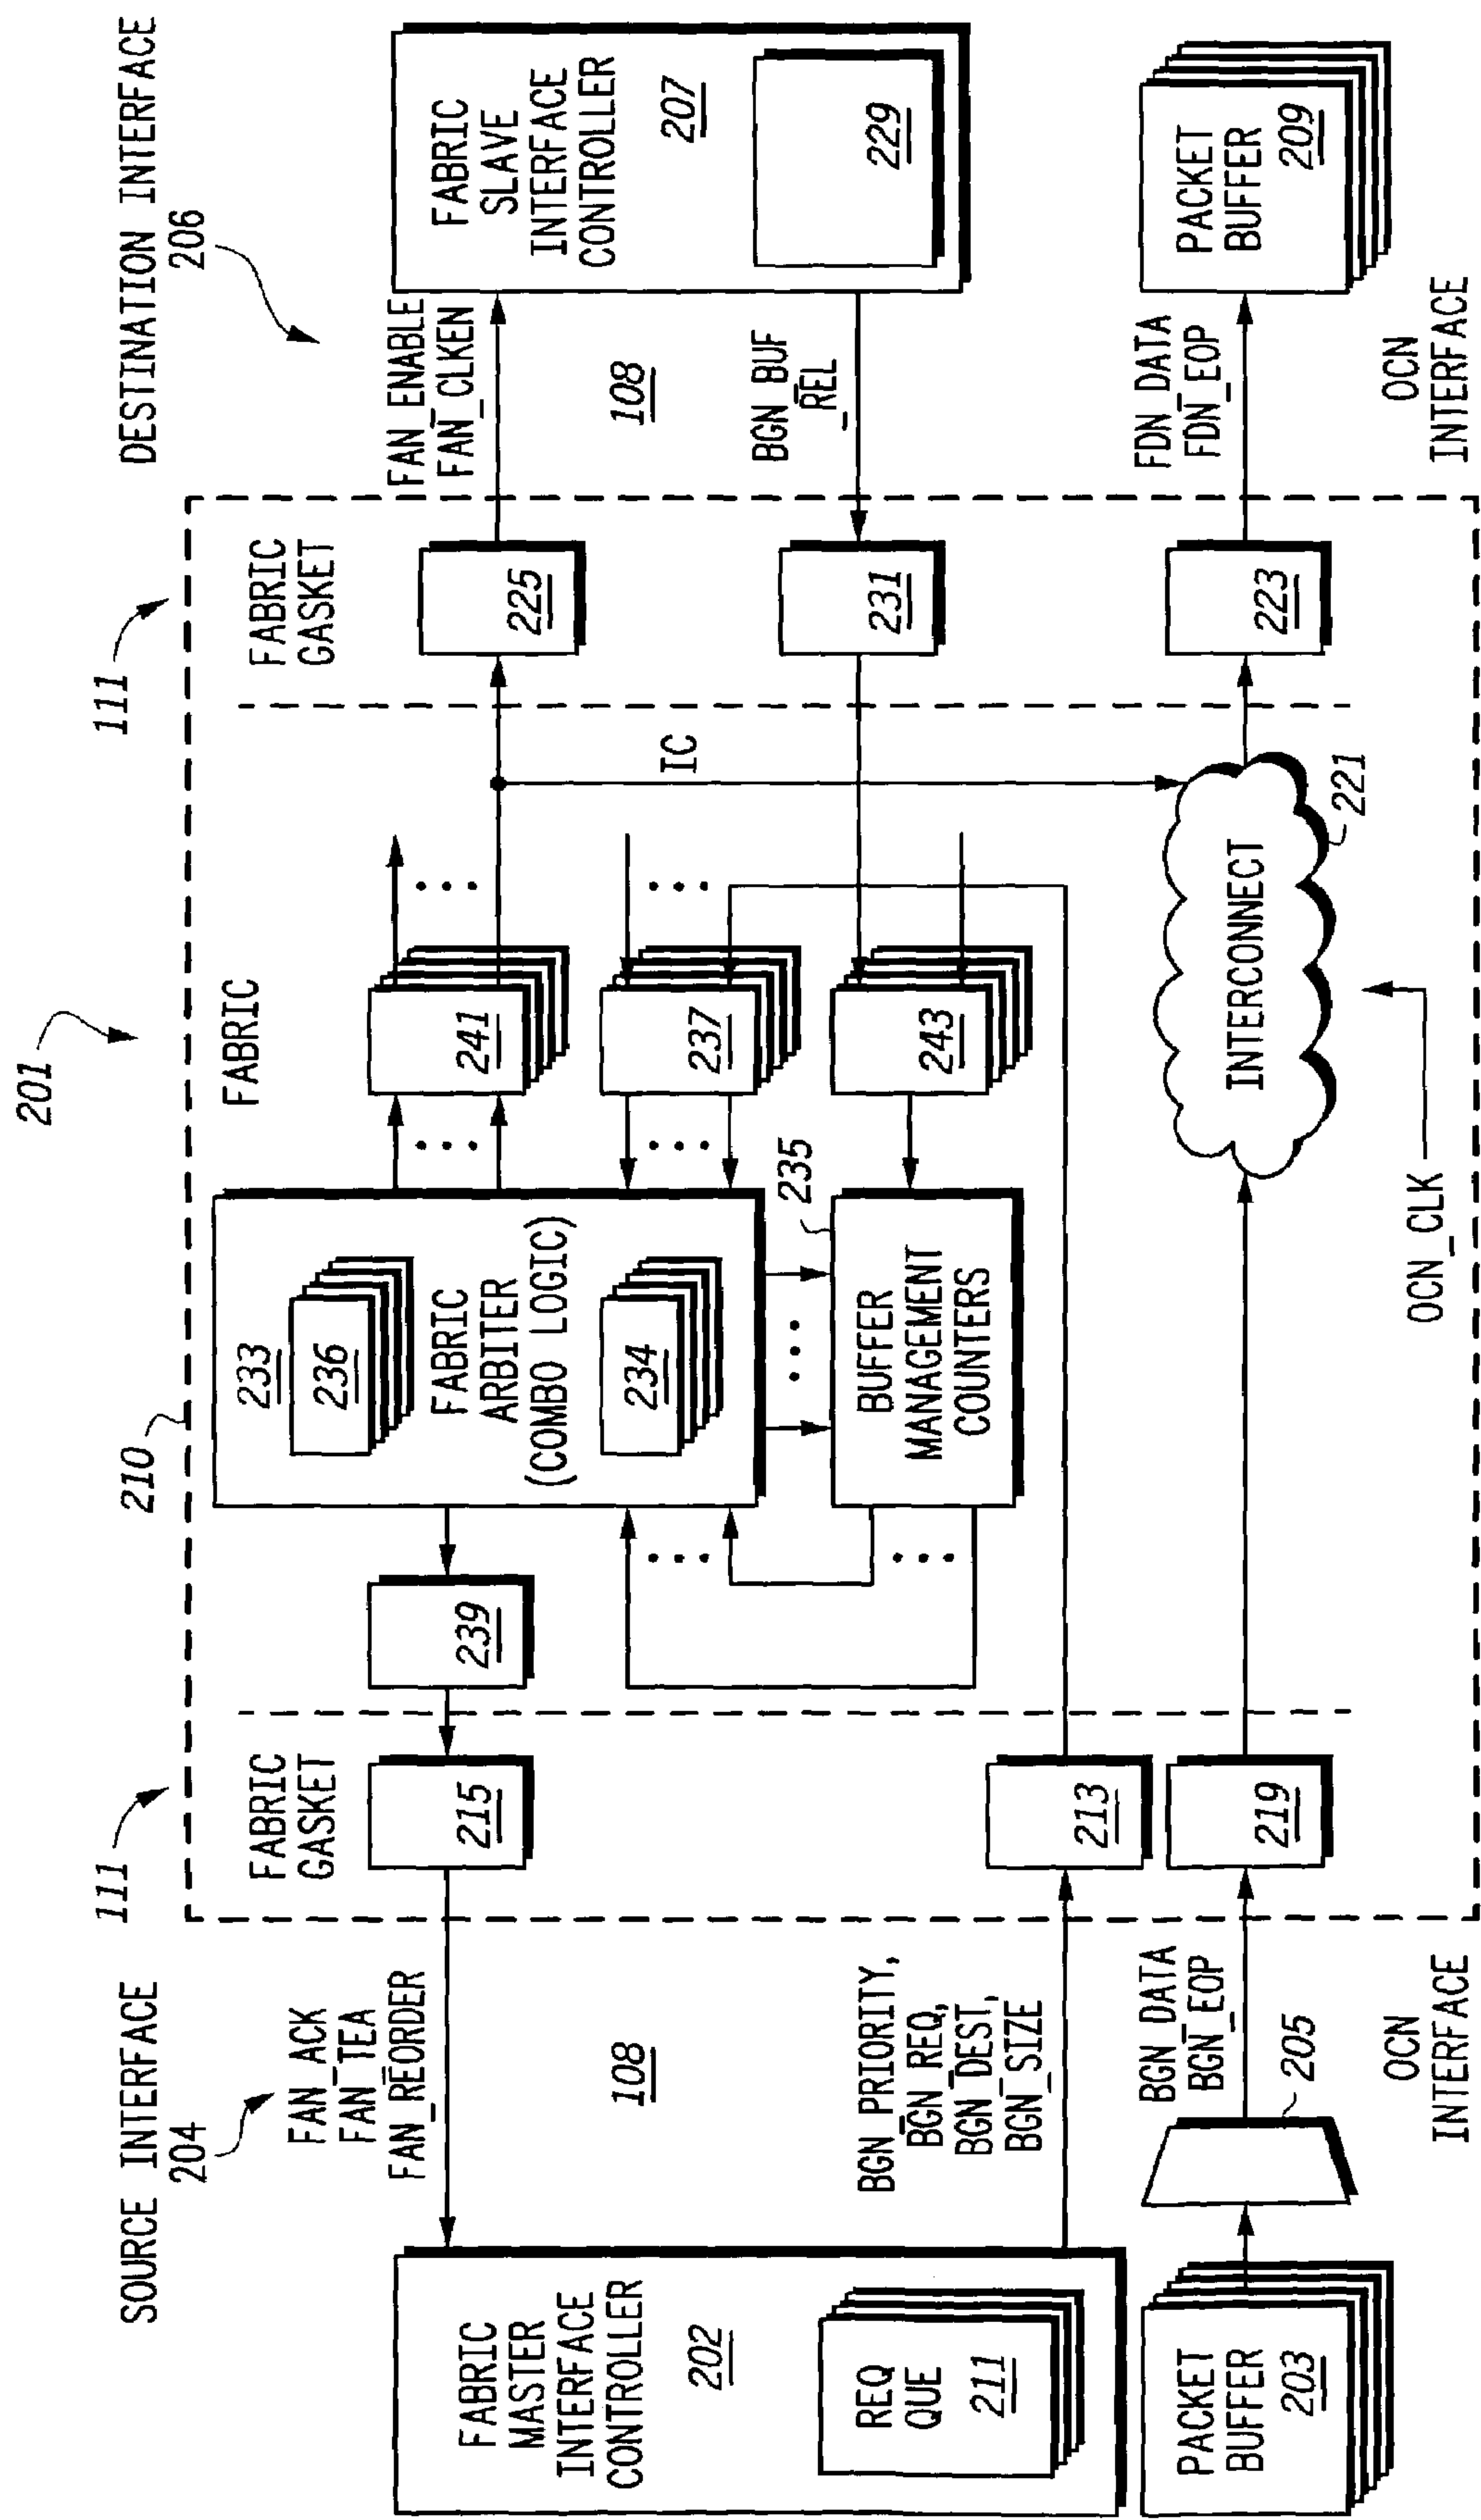 201
SOURCE INTERFACE
204
111
210
111
DESTINATION INTERFACE
206
FABRIC
GASKET
FABRIC
FABRIC
GASKET
FAN_ACK
FAN_TEA
FAN_REORDER
215
239
233
236
FABRIC
ARBITER
(COMBO LOGIC)
234
241
237
243
225
FAN_ENABLE
FAN_CLKEN
108
FABRIC
SLAVE
INTERFACE
CONTROLLER
207
229
FABRIC
MASTER
INTERFACE
CONTROLLER
202
REQ
QUE
211
108
BGN_PRIORITY,
BGN_REQ,
BGN_DEST,
BGN_SIZE
213
235
BUFFER
MANAGEMENT
COUNTERS
IC
231
BGN_BUF
_REL
PACKET
BUFFER
203
205
BGN_DATA
BGN_EOP
219
INTERCONNECT
221
223
FDN_DATA
FDN_EOP
PACKET
BUFFER
209
OCN
INTERFACE
OCN_CLK
OCN
INTERFACE